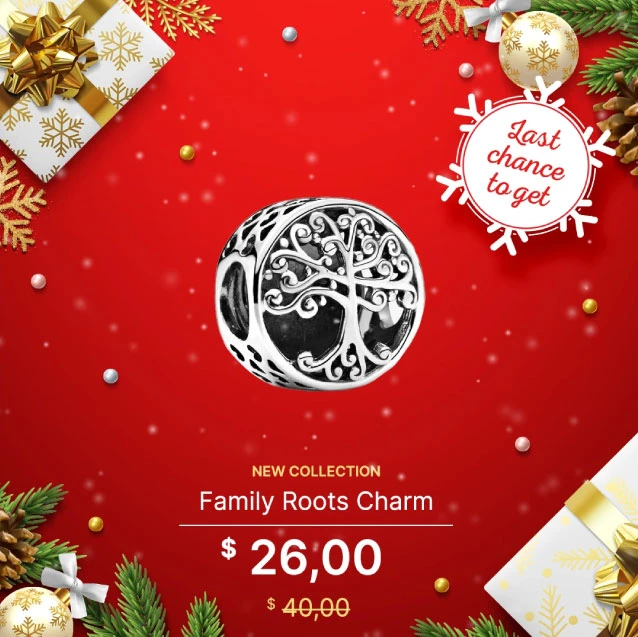 Last
chance
to get
NEW COLLECTION
Family Roots Charm
$ 26,00
$ 40,00